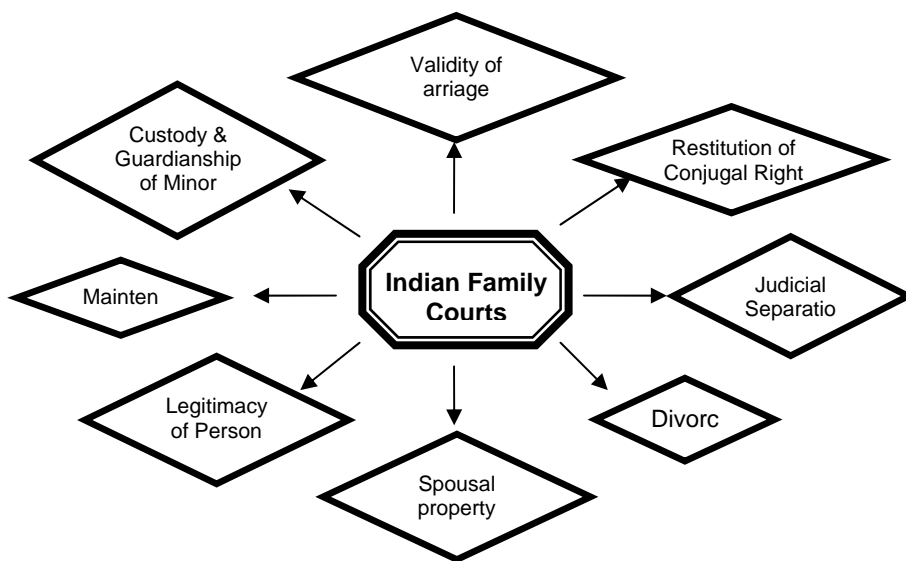 Validity of
arriage
Custody &
Guardianship
of Minor
Restitution of
Conjugal Right
Indian Family
Courts
Mainten
Judicial
Separatio
Legitimacy
of Person
Divorc
Spousal
property